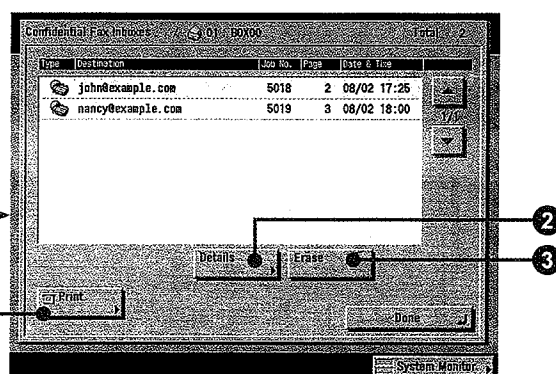 Confidential Fax Inboxes 01 BOX00 Total 2
Type Destination Job No. Page Date & Time
john@example.com 5018 2 08/02 17:25
nancy@example.com 5019 3 08/02 18:00
1/1
2
Details Erase
3
Print
Done
System Monitor